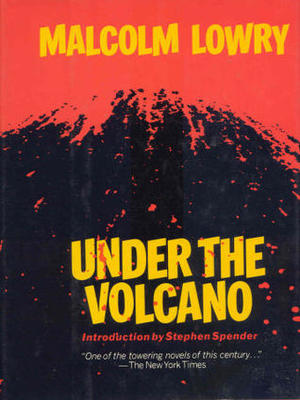 MALCOLM LOWRY
UNDER THE
VOLCANO
Introduction by Stephen Spender
"One of the towering novels of this century..."
—The New York Times